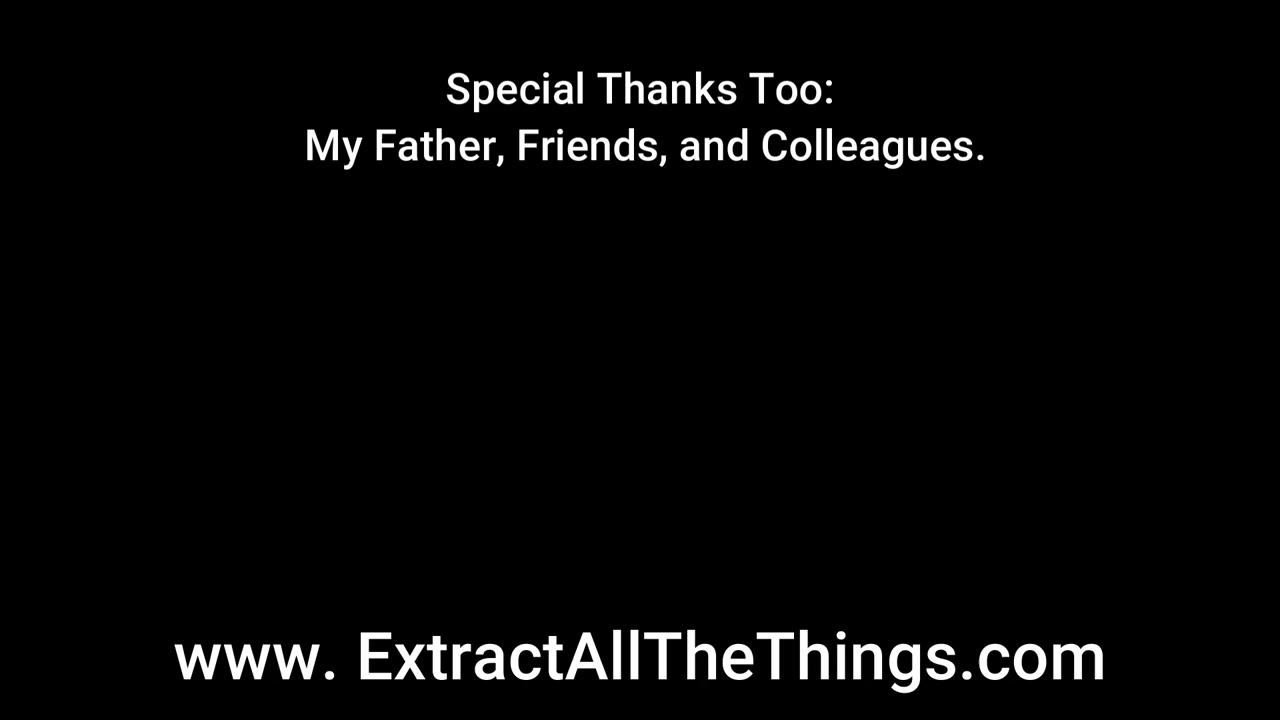 Special Thanks Too:
My Father, Friends, and Colleagues.
www. ExtractAllTheThings.com